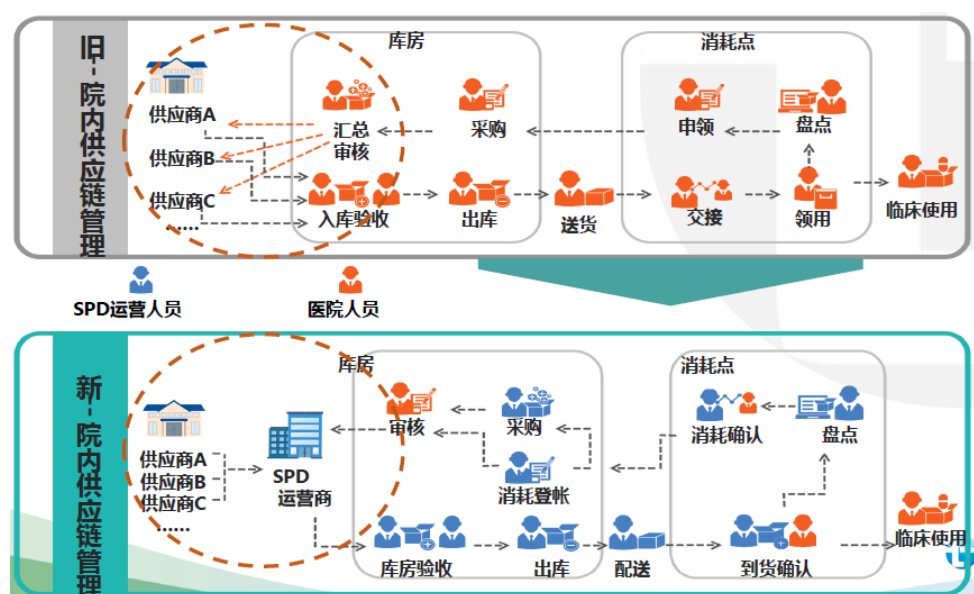 旧-院内供应链管理
库房
消耗点
供应商A
供应商B
供应商C
......
汇总
审核
采购
申领
盘点
入库验收
出库
送货
交接
领用
临床使用
SPD运营人员
医院人员
新-院内供应链管理
库房
消耗点
供应商A
供应商B
供应商C
......
SPD
运营商
审核
采购
消耗登帐
消耗确认
盘点
库房验收
出库
配送
到货确认
临床使用